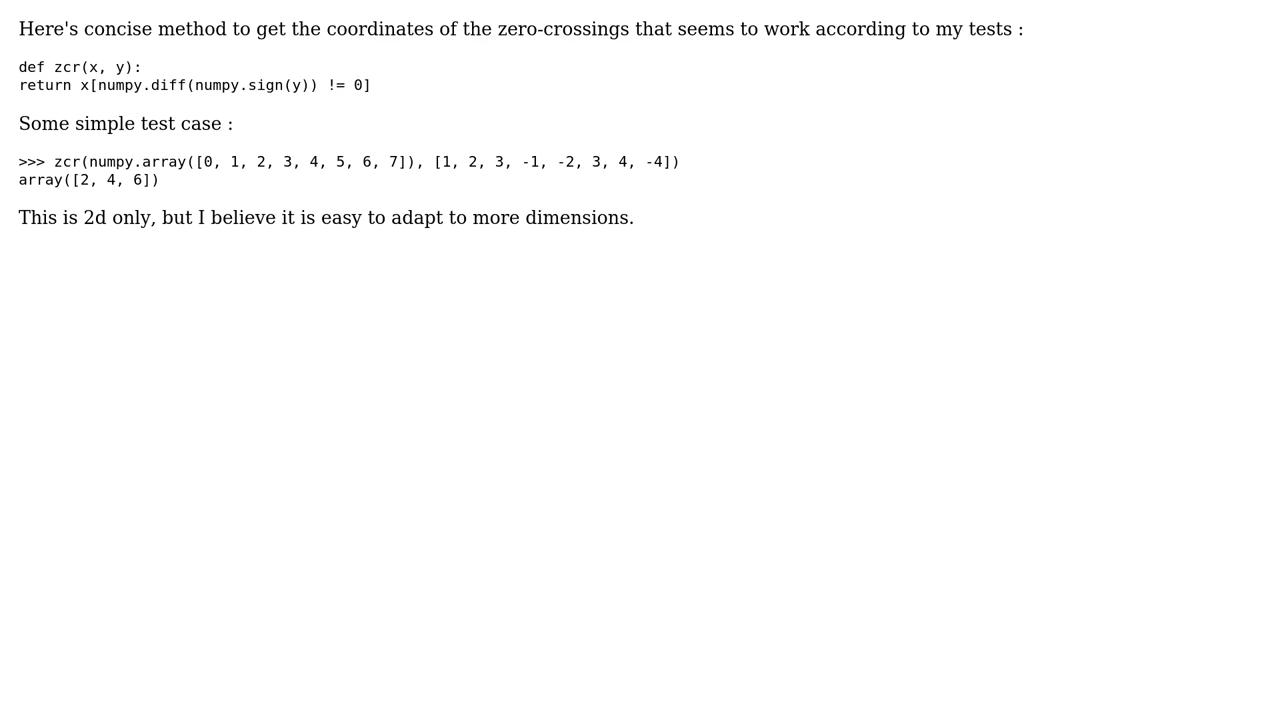 Here's concise method to get the coordinates of the zero-crossings that seems to work according to my tests :
def zcr(x, y):
return x[numpy.diff(numpy.sign(y)) != 0]
Some simple test case :
>>> zcr(numpy.array([0, 1, 2, 3, 4, 5, 6, 7]), [1, 2, 3, -1, -2, 3, 4, -4])
array([2, 4, 6])
This is 2d only, but I believe it is easy to adapt to more dimensions.